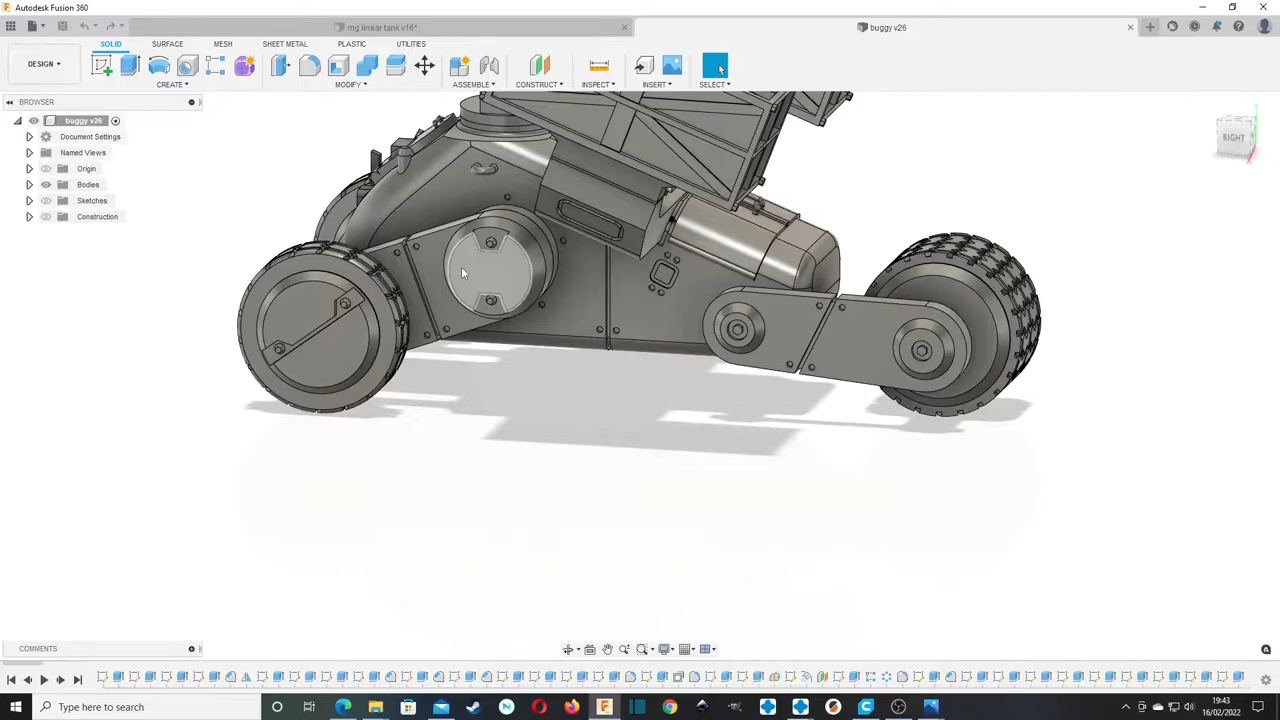 Autodesk Fusion 360
mg linear tank v16*
buggy v26
SOLID
SURFACE
MESH
SHEET METAL
PLASTIC
UTILITIES
DESIGN
CREATE
MODIFY
ASSEMBLE
CONSTRUCT
INSPECT
INSERT
SELECT
BROWSER
buggy v26
Document Settings
Named Views
Origin
Bodies
Sketches
Construction
RIGHT
COMMENTS
Type here to search
19:43
16/02/2022